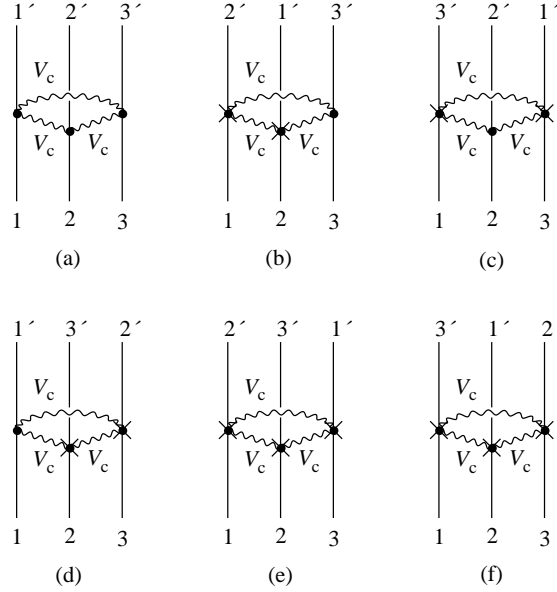 1´ 2´ 3´ 2´ 1´ 3´ 3´ 2´ 1´
V_c V_c V_c
V_c V_c V_c V_c V_c V_c
1 2 3 1 2 3 1 2 3
(a) (b) (c)
1´ 3´ 2´ 2´ 3´ 1´ 3´ 1´ 2
V_c V_c V_c
V_c V_c V_c V_c V_c V_c
1 2 3 1 2 3 1 2 3
(d) (e) (f)